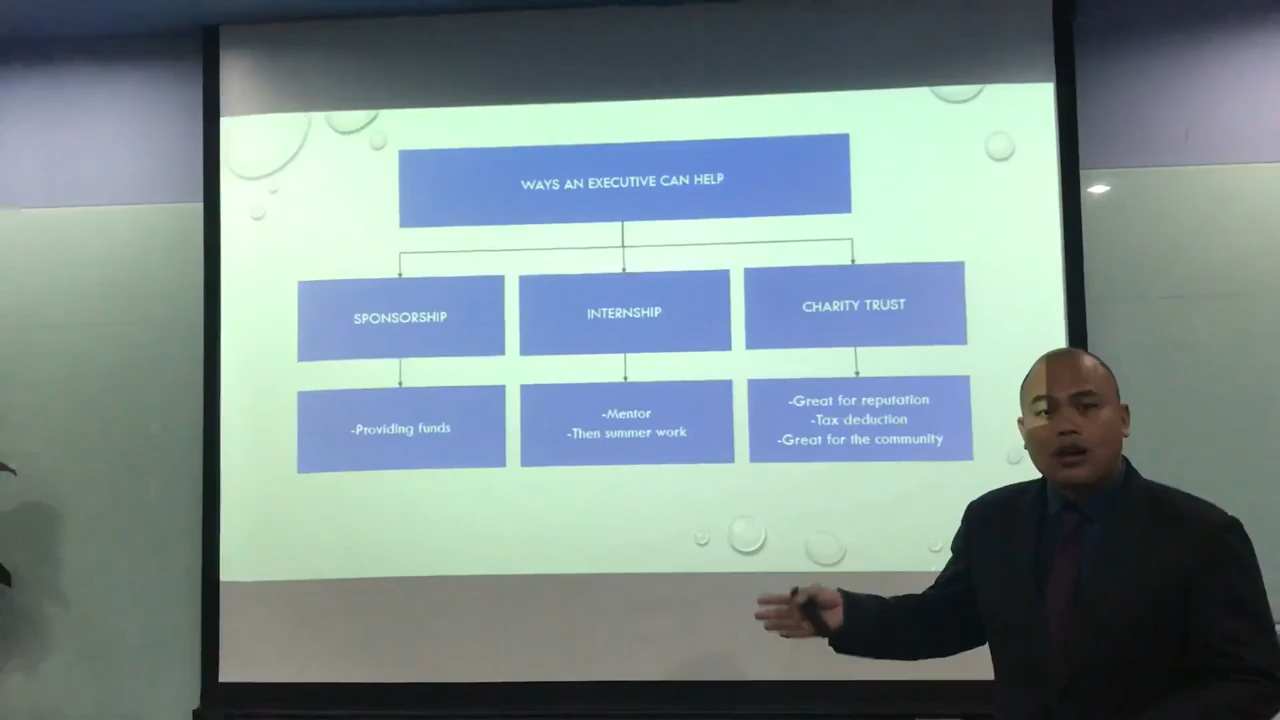 WAYS AN EXECUTIVE CAN HELP
SPONSORSHIP
INTERNSHIP
CHARITY TRUST
-Providing funds
-Mentor
-Then summer work
-Great for reputation
-Tax deduction
-Great for the community